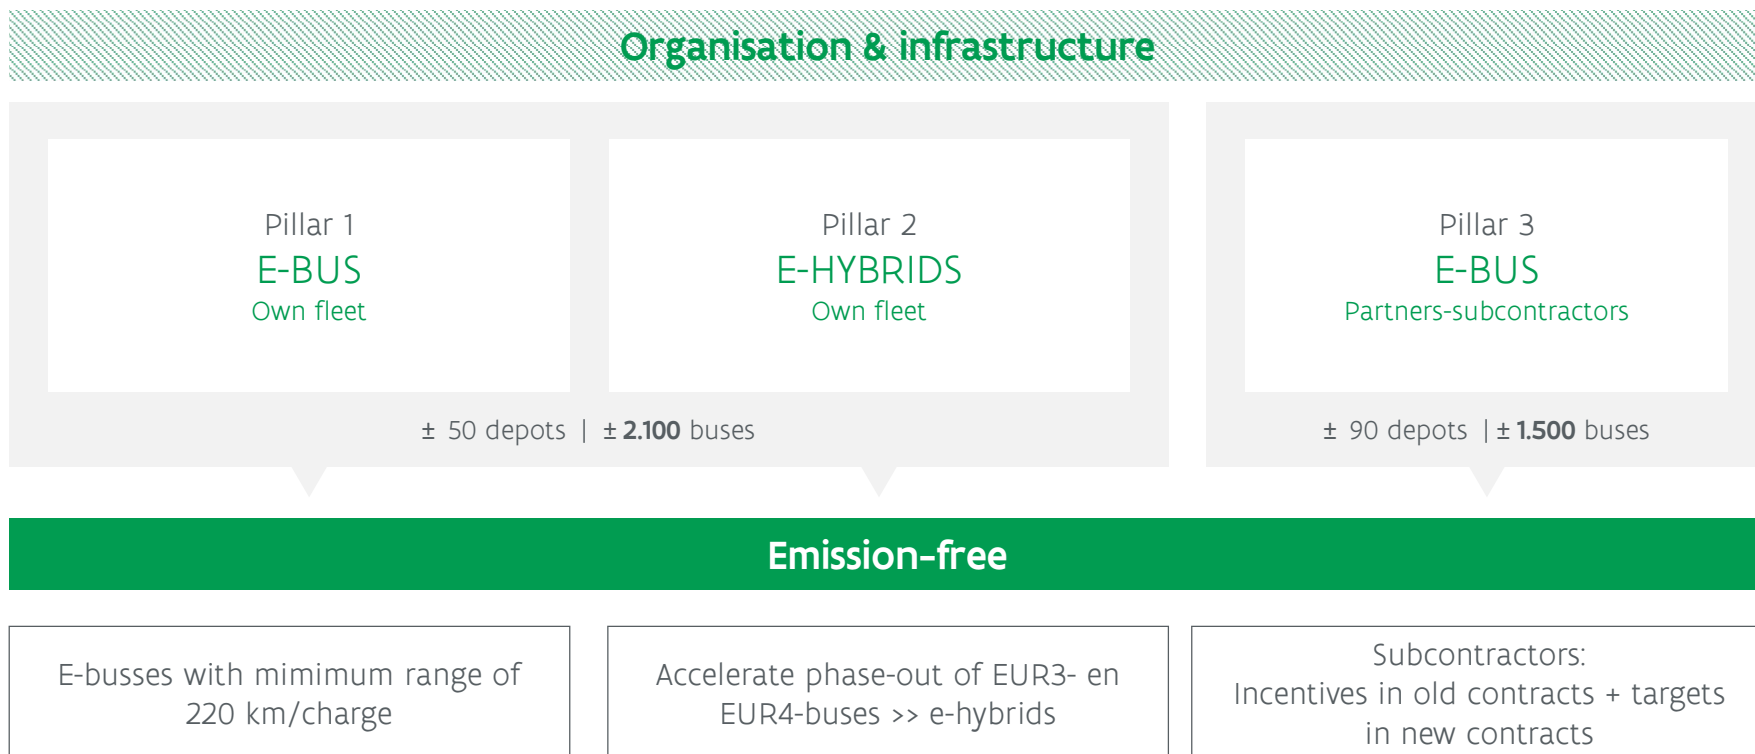 Organisation & infrastructure
Pillar 1
E-BUS
Own fleet
Pillar 2
E-HYBRIDS
Own fleet
± 50 depots | ± 2.100 buses
Pillar 3
E-BUS
Partners-subcontractors
± 90 depots | ± 1.500 buses
Emission-free
E-busses with mimimum range of
220 km/charge
Accelerate phase-out of EUR3- en
EUR4-buses >> e-hybrids
Subcontractors:
Incentives in old contracts + targets
in new contracts